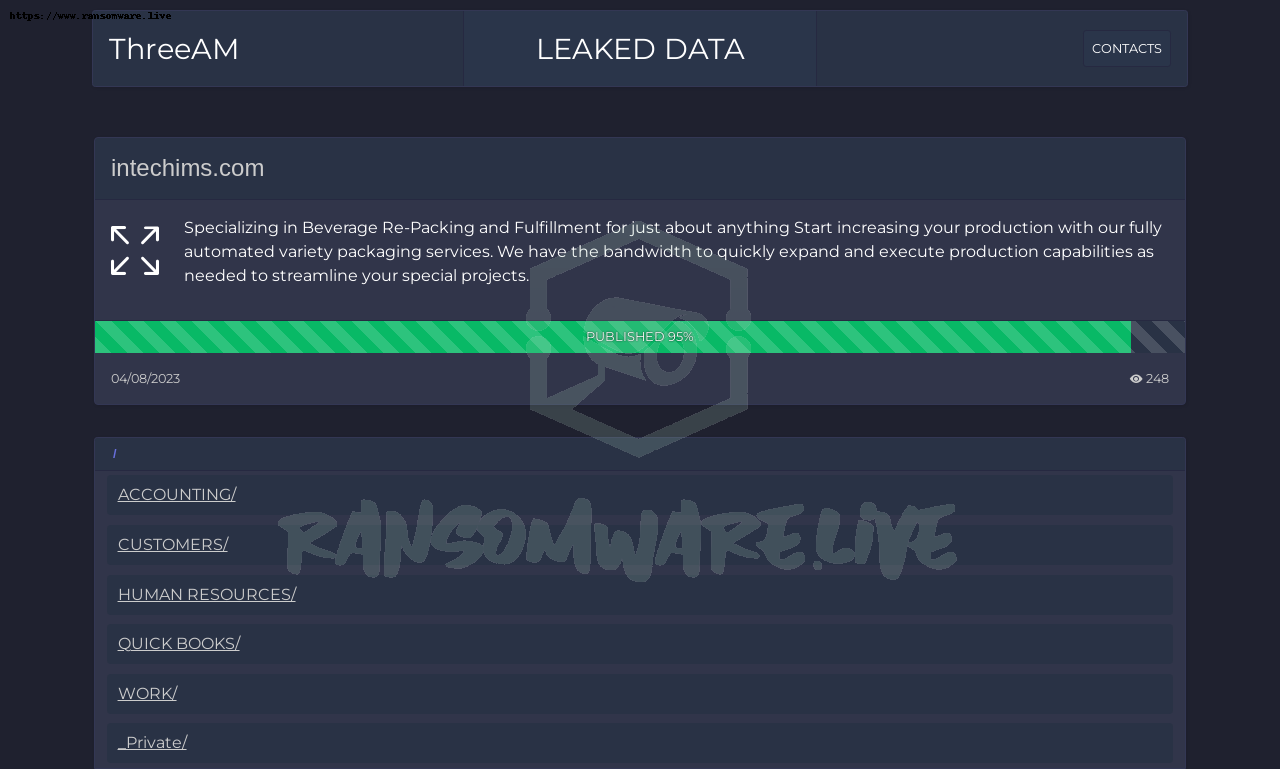 https://www.ransomware.live
ThreeAM
LEAKED DATA
CONTACTS
intechims.com
Specializing in Beverage Re-Packing and Fulfillment for just about anything Start increasing your production with our fully
automated variety packaging services. We have the bandwidth to quickly expand and execute production capabilities as
needed to streamline your special projects.
PUBLISHED 95%
04/08/2023
248
/
ACCOUNTING/
CUSTOMERS/
RANSOMWARE.LIVE
HUMAN RESOURCES/
QUICK BOOKS/
WORK/
_Private/